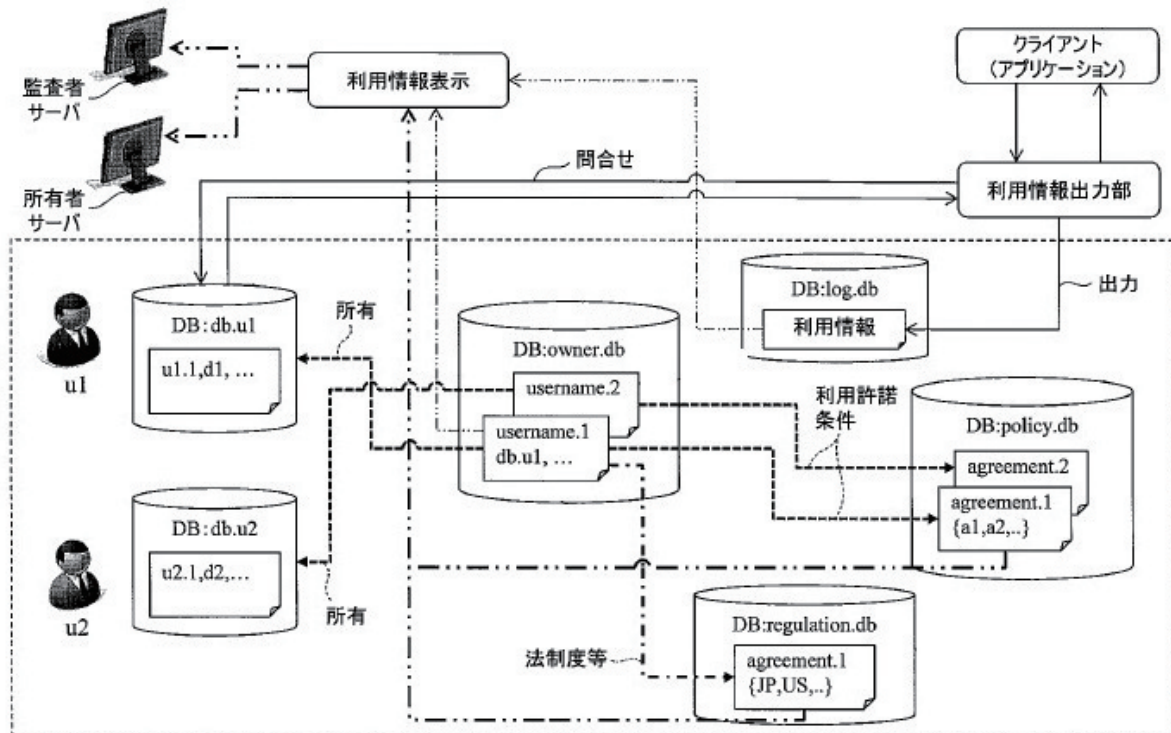 クライアント
(アプリケーション)
利用情報表示
監査者
サーバ
問合せ
利用情報出力部
所有者
サーバ
DB:log.db
出力
利用情報
DB:db.u1
所有
DB:owner.db
u1.1,d1, …
u1
username.2
利用許諾
条件
DB:policy.db
username.1
db.u1, …
agreement.2
agreement.1
{a1,a2,..}
DB:db.u2
u2.1,d2,…
所有
u2
DB:regulation.db
法制度等
agreement.1
{JP,US,..}